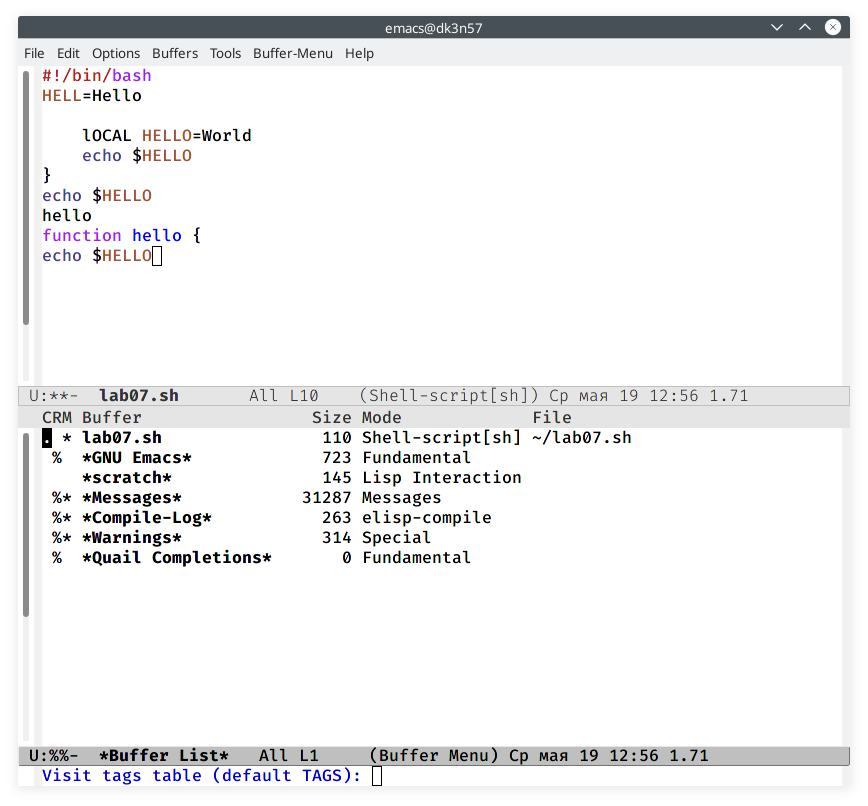 emacs@dk3n57
File Edit Options Buffers Tools Buffer-Menu Help
#!/bin/bash
HELL=Hello
lOCAL HELLO=World
echo $HELLO
}
echo $HELLO
hello
function hello {
echo $HELLO
U:**- lab07.sh All L10 (Shell-script[sh]) Ср мая 19 12:56 1.71
CRM Buffer Size Mode File
. * lab07.sh 110 Shell-script[sh] ~/lab07.sh
% *GNU Emacs* 723 Fundamental
*scratch* 145 Lisp Interaction
%* *Messages* 31287 Messages
%* *Compile-Log* 263 elisp-compile
%* *Warnings* 314 Special
% *Quail Completions* 0 Fundamental
U:%%- *Buffer List* All L1 (Buffer Menu) Ср мая 19 12:56 1.71
Visit tags table (default TAGS):